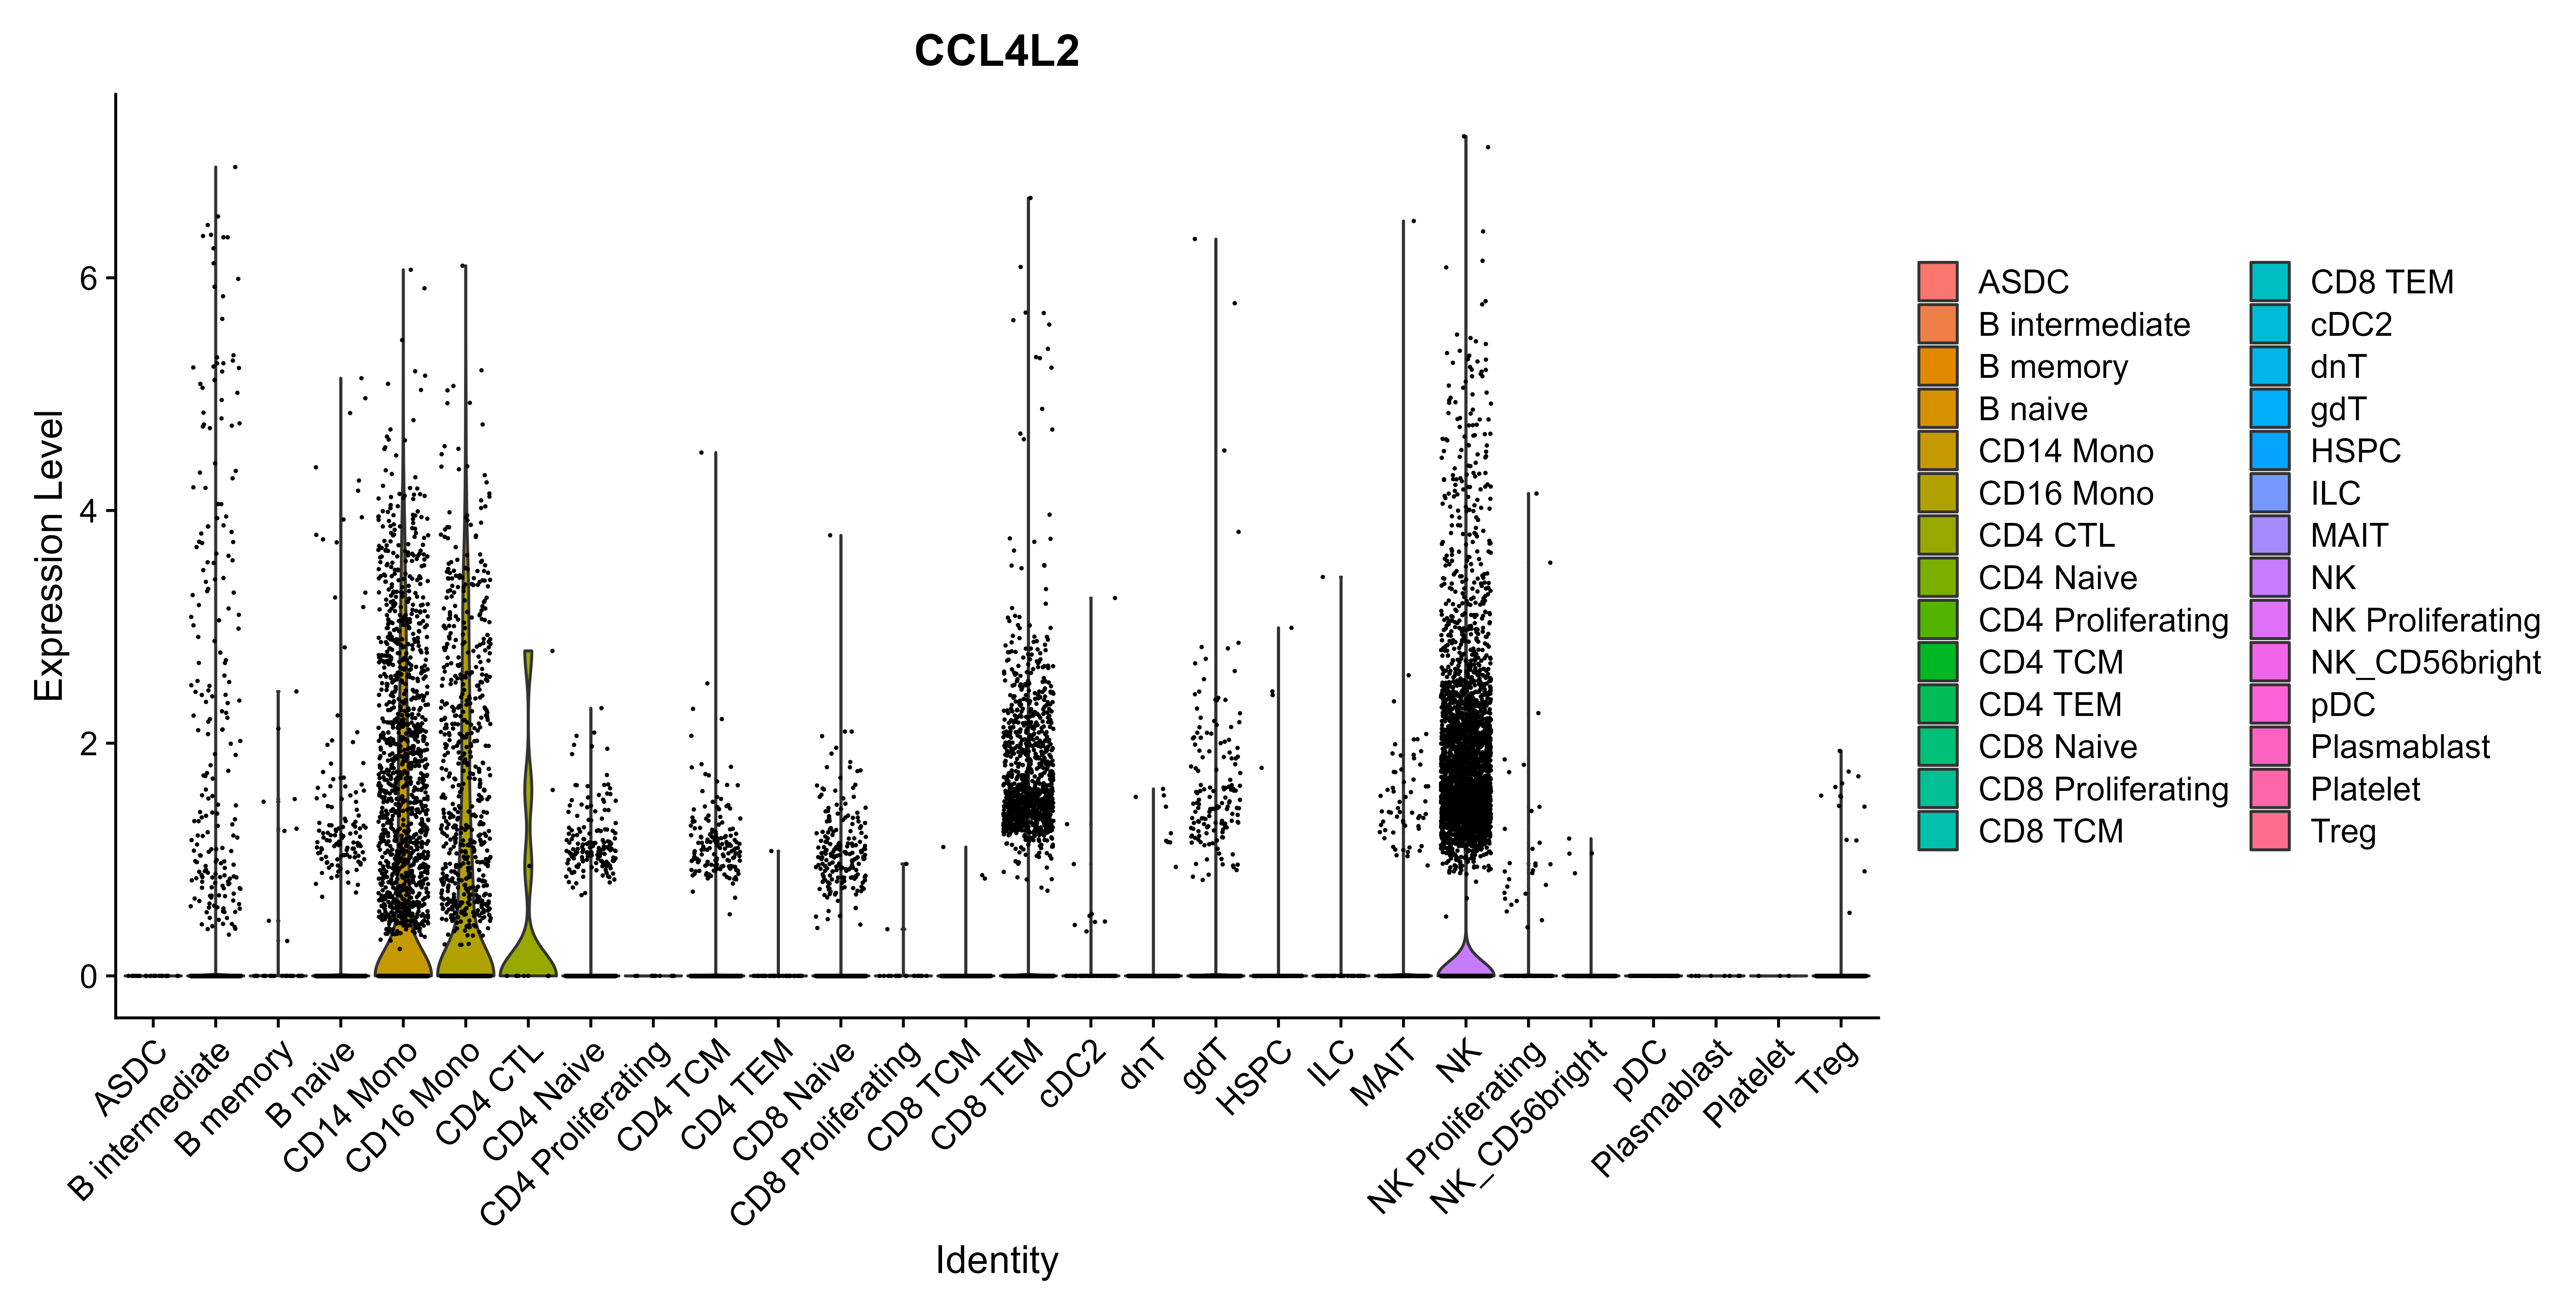 CCL4L2
Expression Level
6
4
2
0
ASDC
B intermediate
B memory
B naive
CD14 Mono
CD16 Mono
CD4 CTL
CD4 Naive
CD4 Proliferating
CD4 TCM
CD4 TEM
CD8 Naive
CD8 Proliferating
CD8 TCM
CD8 TEM
cDC2
dnT
gdT
HSPC
ILC
MAIT
NK
NK Proliferating
NK_CD56bright
pDC
Plasmablast
Platelet
Treg
Identity
ASDC
B intermediate
B memory
B naive
CD14 Mono
CD16 Mono
CD4 CTL
CD4 Naive
CD4 Proliferating
CD4 TCM
CD4 TEM
CD8 Naive
CD8 Proliferating
CD8 TCM
CD8 TEM
cDC2
dnT
gdT
HSPC
ILC
MAIT
NK
NK Proliferating
NK_CD56bright
pDC
Plasmablast
Platelet
Treg